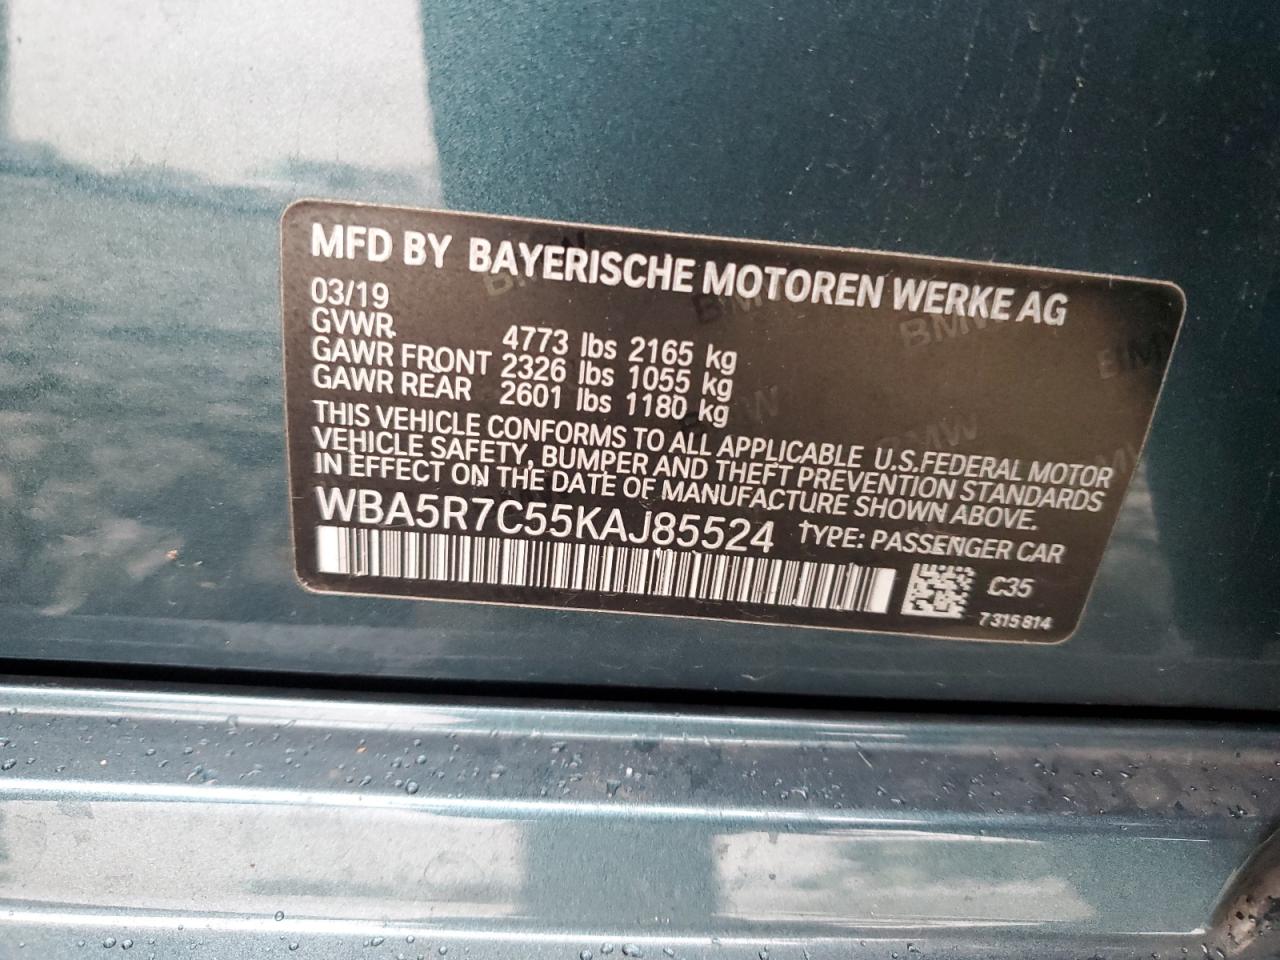 MFD BY BAYERISCHE MOTOREN WERKE AG
03/19
GVWR 4773 lbs 2165 kg
GAWR FRONT 2326 lbs 1055 kg
GAWR REAR 2601 lbs 1180 kg
THIS VEHICLE CONFORMS TO ALL APPLICABLE U.S.FEDERAL MOTOR
VEHICLE SAFETY, BUMPER AND THEFT PREVENTION STANDARDS
IN EFFECT ON THE DATE OF MANUFACTURE SHOWN ABOVE.
WBA5R7C55KAJ85524 TYPE: PASSENGER CAR
C35
7 315 814